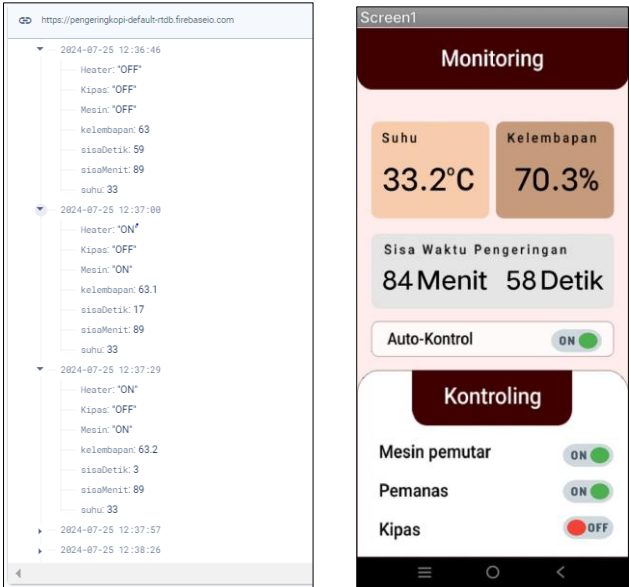 https://pengeringkopi-default-rtdb.firebaseio.com
2024-07-25 12:36:46
Heater: "OFF"
Kipas: "OFF"
Mesin: "OFF"
kelembapan: 63
sisaDetik: 59
sisaMenit: 89
suhu: 33
2024-07-25 12:37:00
Heater: "ON"
Kipas: "OFF"
Mesin: "ON"
kelembapan: 63.1
sisaDetik: 17
sisaMenit: 89
suhu: 33
2024-07-25 12:37:29
Heater: "ON"
Kipas: "OFF"
Mesin: "ON"
kelembapan: 63.2
sisaDetik: 3
sisaMenit: 89
suhu: 33
2024-07-25 12:37:57
2024-07-25 12:38:26
Screen1
Monitoring
Suhu
33.2°C
Kelembapan
70.3%
Sisa Waktu Pengeringan
84 Menit 58 Detik
Auto-Kontrol ON
Kontroling
Mesin pemutar ON
Pemanas ON
Kipas OFF